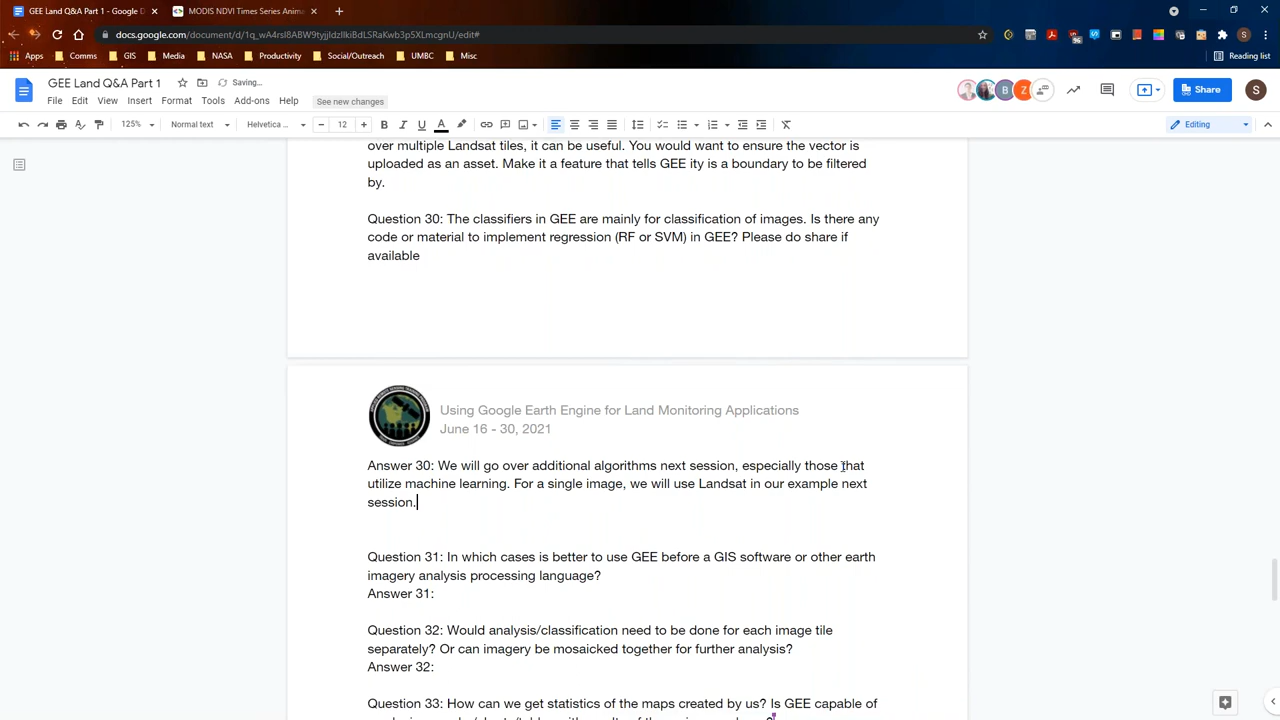 GEE Land Q&A Part 1 - Google D
MODIS NDVI Times Series Anima
docs.google.com/document/d/1q_wA4rsI8ABW9tyjjIdzIIkiBdLSRaKwb3p5XLmcgnU/edit#
Apps Comms GIS Media NASA Productivity Social/Outreach UMBC Misc Reading list
GEE Land Q&A Part 1 Saving...
File Edit View Insert Format Tools Add-ons Help See new changes
Share S
125% Normal text Helvetica ... 12 Editing
over multiple Landsat tiles, it can be useful. You would want to ensure the vector is
uploaded as an asset. Make it a feature that tells GEE ity is a boundary to be filtered
by.
Question 30: The classifiers in GEE are mainly for classification of images. Is there any
code or material to implement regression (RF or SVM) in GEE? Please do share if
available
Using Google Earth Engine for Land Monitoring Applications
June 16 - 30, 2021
Answer 30: We will go over additional algorithms next session, especially those that
utilize machine learning. For a single image, we will use Landsat in our example next
session.
Question 31: In which cases is better to use GEE before a GIS software or other earth
imagery analysis processing language?
Answer 31:
Question 32: Would analysis/classification need to be done for each image tile
separately? Or can imagery be mosaicked together for further analysis?
Answer 32:
Question 33: How can we get statistics of the maps created by us? Is GEE capable of